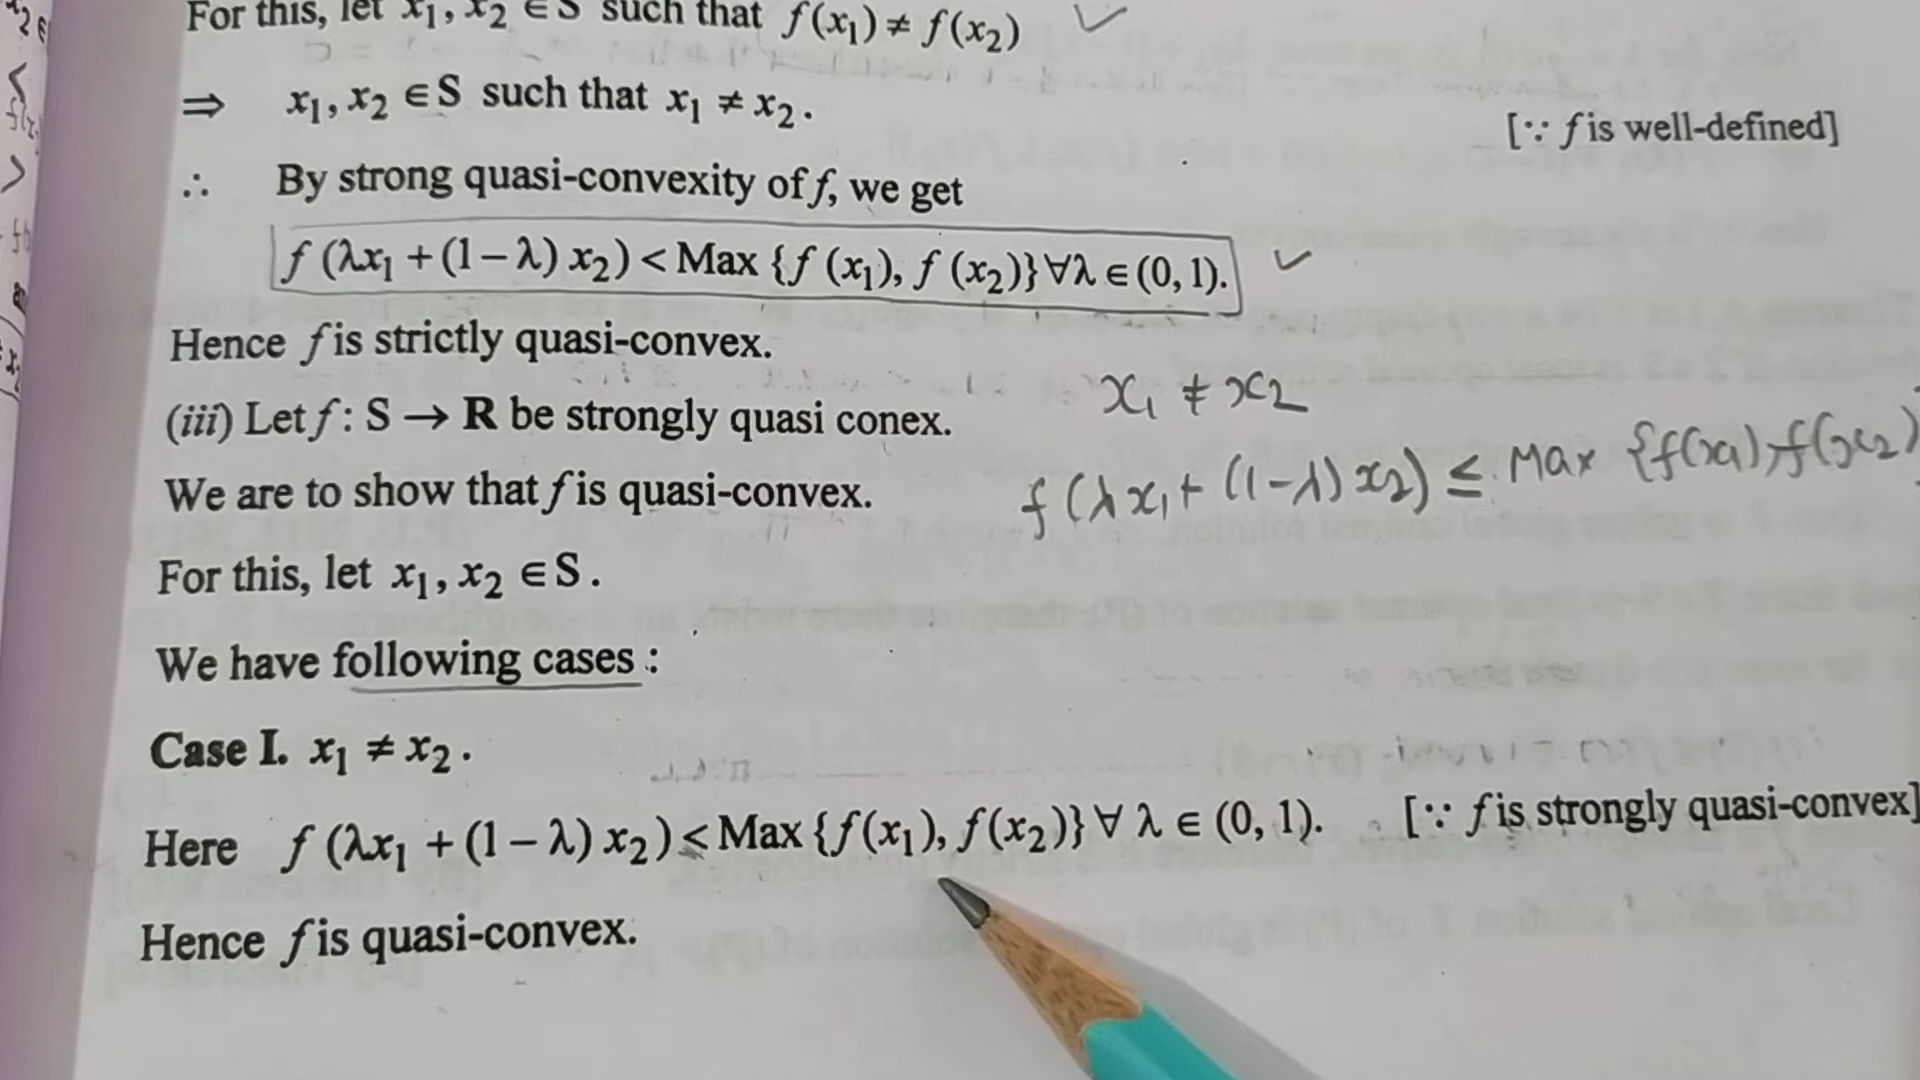 For this, let x₁, x₂ ∈ S such that f(x₁) ≠ f(x₂)
⇒ x₁, x₂ ∈ S such that x₁ ≠ x₂.
[∵ f is well-defined]
∴ By strong quasi-convexity of f, we get
f (λx₁ + (1 – λ) x₂) < Max {f (x₁), f (x₂)} ∀ λ ∈ (0, 1).
Hence f is strictly quasi-convex.
x₁ ≠ x₂
(iii) Let f : S → R be strongly quasi conex.
f (λx₁ + (1-λ) x₂) ≤ Max {f(x₁), f(x₂)
We are to show that f is quasi-convex.
For this, let x₁, x₂ ∈ S.
We have following cases :
Case I. x₁ ≠ x₂.
Here f (λx₁ + (1 – λ) x₂) ≤ Max {f(x₁), f(x₂)} ∀ λ ∈ (0, 1). [∵ f is strongly quasi-convex]
Hence f is quasi-convex.